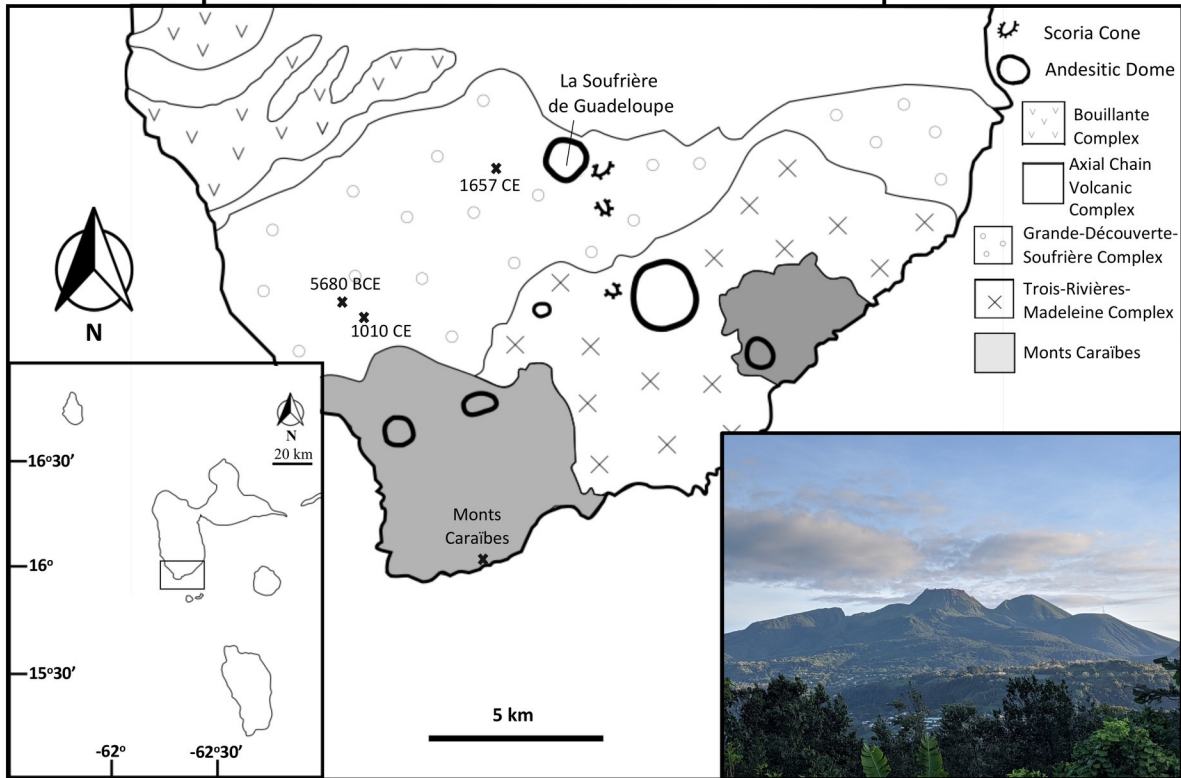 Scoria Cone
Andesitic Dome
Bouillante
Complex
Axial Chain
Volcanic
Complex
Grande-Découverte-
Soufrière Complex
Trois-Rivières-
Madeleine Complex
Monts Caraïbes
La Soufrière
de Guadeloupe
1657 CE
5680 BCE
1010 CE
N
Monts
Caraïbes
5 km
N
20 km
16º30’
16º
15º30’
-62º
-62º30’